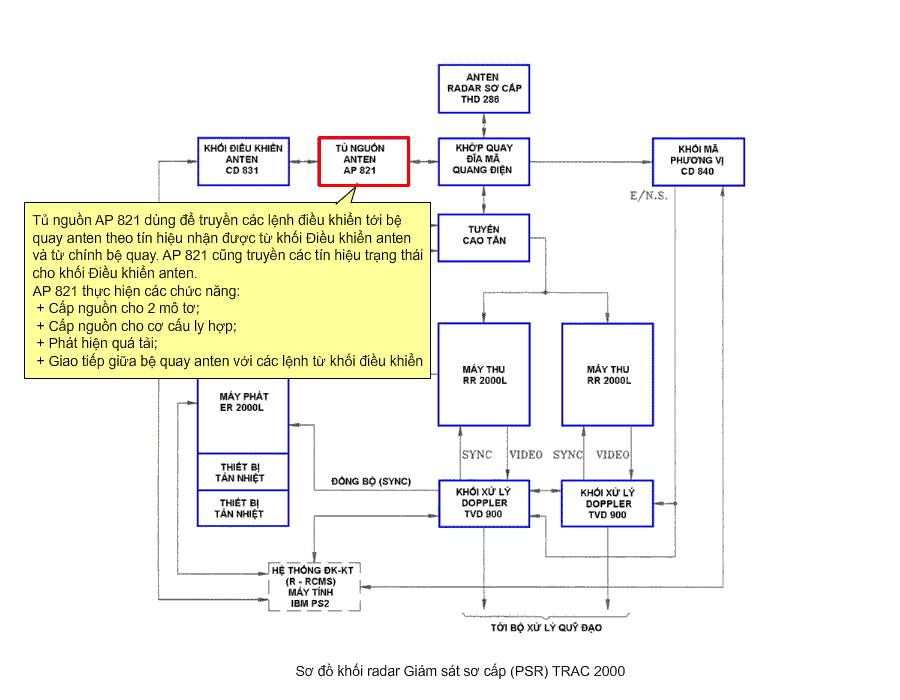 ANTEN
RADAR SƠ CẤP
THD 286
KHỐI ĐIỀU KHIỂN
ANTEN
CD 831
TỦ NGUỒN
ANTEN
AP 821
KHỚP QUAY
ĐĨA MÃ
QUANG ĐIỆN
KHỐI MÃ
PHƯƠNG VỊ
CD 840
E/N.S.
Tủ nguồn AP 821 dùng để truyền các lệnh điều khiển tới bệ
quay anten theo tín hiệu nhận được từ khối Điều khiển anten
và từ chính bệ quay. AP 821 cũng truyền các tín hiệu trạng thái
cho khối Điều khiển anten.
AP 821 thực hiện các chức năng:
+ Cấp nguồn cho 2 mô tơ;
+ Cấp nguồn cho cơ cấu ly hợp;
+ Phát hiện quá tải;
+ Giao tiếp giữa bệ quay anten với các lệnh từ khối điều khiển
TUYẾN
CAO TẦN
MÁY THU
RR 2000L
MÁY THU
RR 2000L
MÁY PHÁT
ER 2000L
SYNC
VIDEO
SYNC
VIDEO
THIẾT BỊ
TẢN NHIỆT
THIẾT BỊ
TẢN NHIỆT
ĐỒNG BỘ (SYNC)
KHỐI XỬ LÝ
DOPPLER
TVD 900
KHỐI XỬ LÝ
DOPPLER
TVD 900
HỆ THỐNG ĐK-KT
(R - RCMS)
MÁY TÍNH
IBM PS2
TỚI BỘ XỬ LÝ QUỸ ĐẠO
Sơ đồ khối radar Giám sát sơ cấp (PSR) TRAC 2000